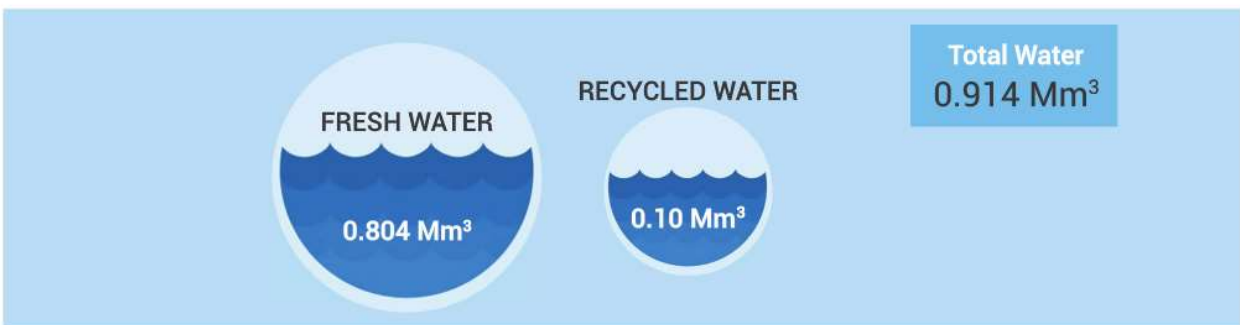 FRESH WATER
0.804 Mm³
RECYCLED WATER
0.10 Mm³
Total Water
0.914 Mm³